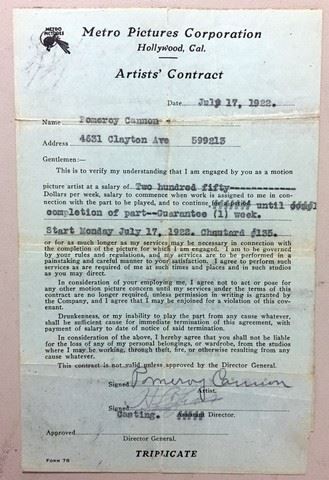 METRO PICTURES
Metro Pictures Corporation
Hollywood, Cal.
Artists' Contract
Date July 17, 1922.
Name Pomeroy Cannon
Address 4631 Clayton Ave 599213
Gentlemen:—
This is to verify my understanding that I am engaged by you as a motion
picture artist at a salary of Two hundred fifty
Dollars per week, salary to commence when work is assigned to me in con-
nection with the part to be played, and to continue until
completion of part--Guarantee (1) week.
Start Monday July 17, 1922. Chqutard #135.
or for as much longer as my services may be necessary in connection
with the completion of the picture for which I am engaged. I am to be
governed by your rules and regulations, and my services are to be performed in a
painstaking and careful manner to your satisfaction. I agree to perform such
services as are required of me at such times and places and in such studios
as you may direct.
In consideration of your employing me, I agree not to act or pose for
any other motion picture concern until my services under the terms of this
contract are no longer required, unless permission in writing is granted by
the Company, and I agree that I may be enjoined for a violation of this cov-
enant.
Drunkenness, or my inability to play the part from any cause whatever,
shall be sufficient cause for immediate termination of this agreement, with
payment of salary to date of notice of said termination.
In consideration of the above, I hereby agree that you shall not be liable
for the loss of any of my personal belongings, or wardrobe, from the studios
where I may be working, through theft, fire, or otherwise resulting from any
cause whatever.
This contract is not valid unless approved by the Director General.
Signed Pomeroy Cannon
Artist.
Signed
Casting. Director.
Approved
Director General.
FORM 78
TRIPLICATE